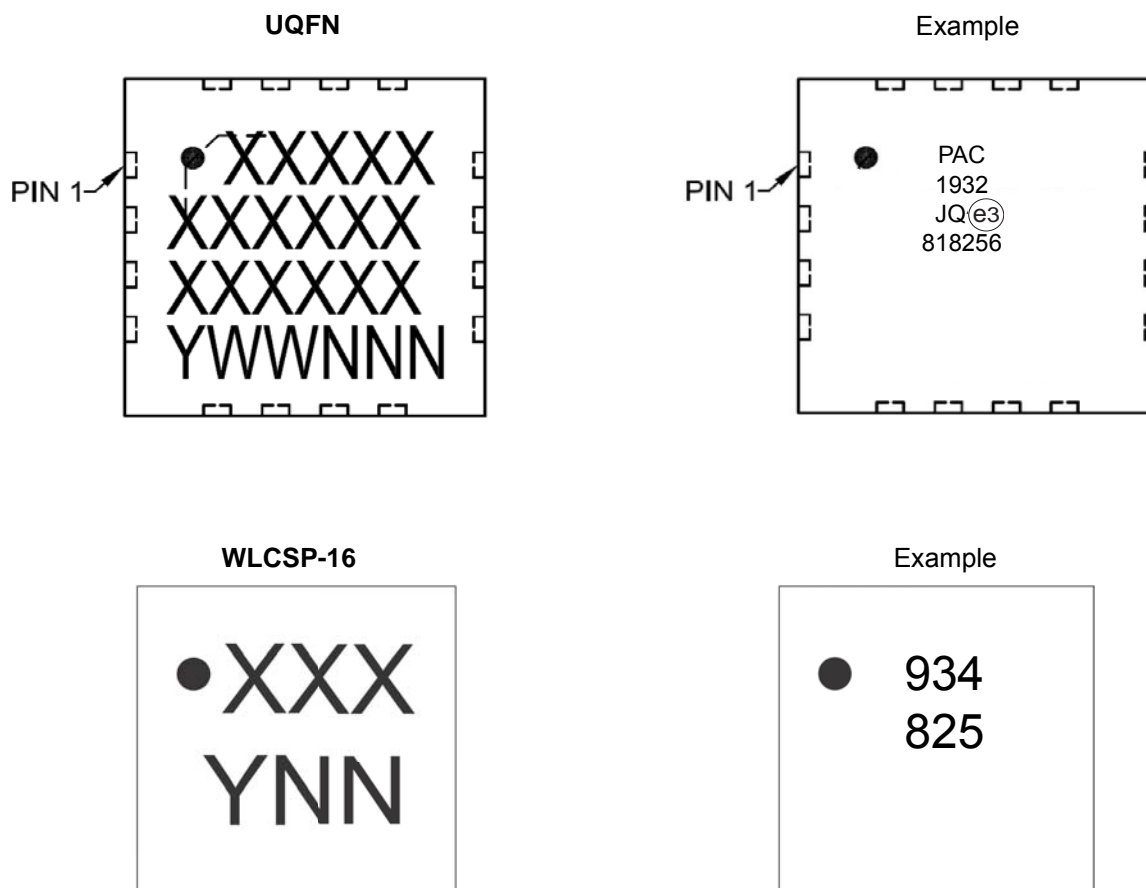 UQFN
Example
PIN 1
XXXXX
XXXXXX
XXXXXX
YWWNNN
PIN 1
PAC
1932
JQ e3
818256
WLCSP-16
Example
XXX
YNN
934
825